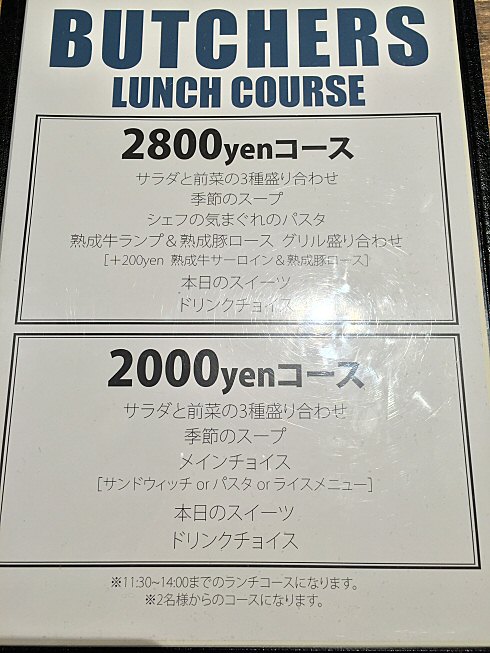 BUTCHERS
LUNCH COURSE
2800yenコース
サラダと前菜の3種盛り合わせ
季節のスープ
シェフの気まぐれのパスタ
熟成牛ランプ＆熟成豚ロース グリル盛り合わせ
[＋200yen 熟成牛サーロイン＆熟成豚ロース]
本日のスイーツ
ドリンクチョイス
2000yenコース
サラダと前菜の3種盛り合わせ
季節のスープ
メインチョイス
[サンドウィッチ or パスタ or ライスメニュー]
本日のスイーツ
ドリンクチョイス
※11:30~14:00までのランチコースになります。
※2名様からのコースになります。